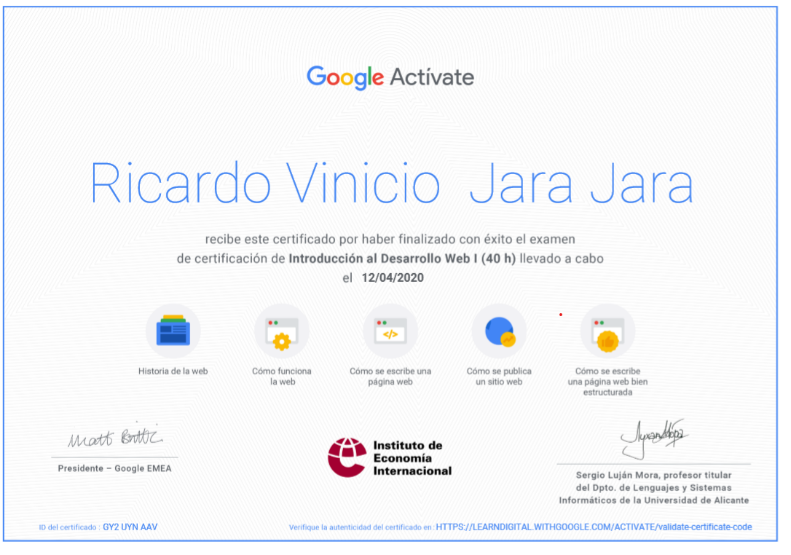 Google Actívate
Ricardo Vinicio Jara Jara
recibe este certificado por haber finalizado con éxito el examen
de certificación de Introducción al Desarrollo Web I (40 h) llevado a cabo
el 12/04/2020
</>
Historia de la web
Cómo funciona
la web
Cómo se escribe una
página web
Cómo se publica
un sitio web
Cómo se escribe
una página web bien
estructurada
Matt Brittin
Presidente – Google EMEA
Instituto de
Economía
Internacional
Sergio Luján Mora, profesor titular
del Dpto. de Lenguajes y Sistemas
Informáticos de la Universidad de Alicante
ID del certificado : GY2 UYN AAV
Verifique la autenticidad del certificado en: HTTPS://LEARNDIGITAL.WITHGOOGLE.COM/ACTIVATE/validate-certificate-code